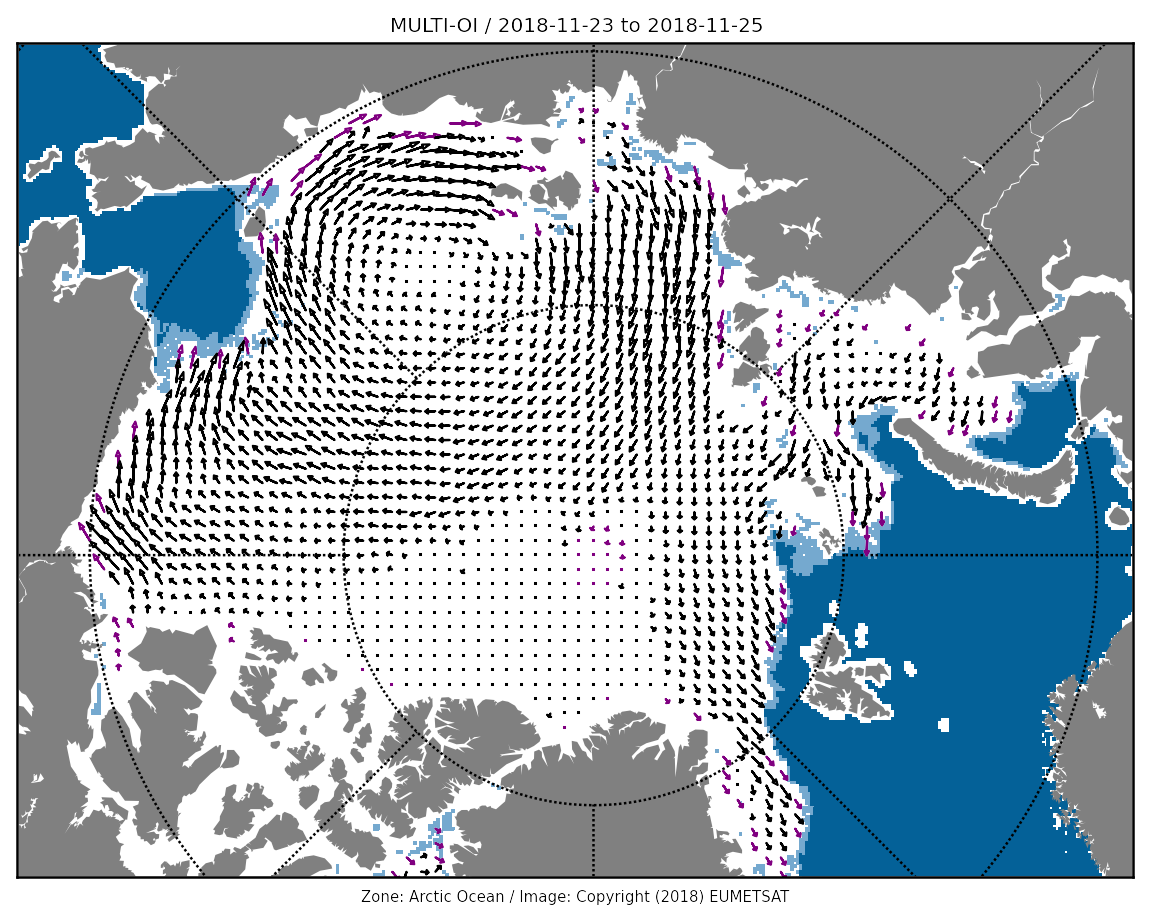 MULTI-OI / 2018-11-23 to 2018-11-25
Zone: Arctic Ocean / Image: Copyright (2018) EUMETSAT